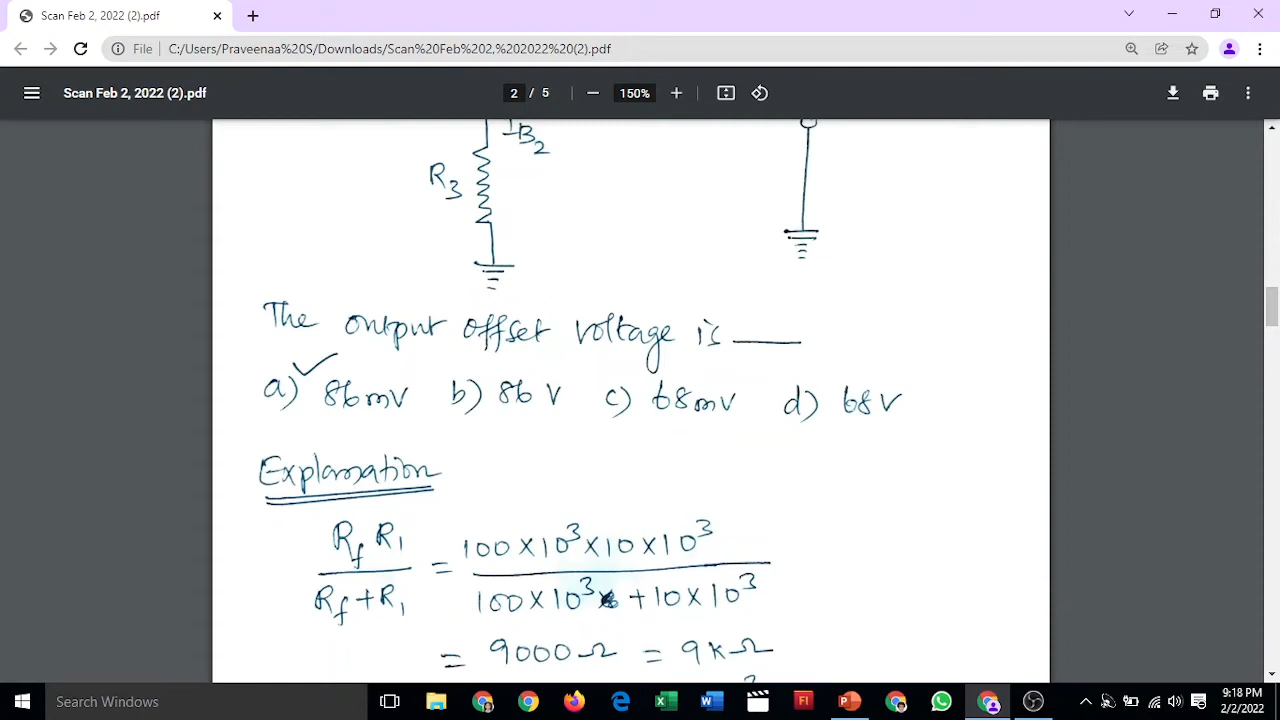 Scan Feb 2, 2022 (2).pdf
File C:/Users/Praveenaa%20S/Downloads/Scan%20Feb%202,%202022%20(2).pdf
Scan Feb 2, 2022 (2).pdf 2 / 5 150%
IB2
R3
The output offset voltage is ____
a) ✓ 86mV b) 86 V c) 68mV d) 68V
Explanation
Rf R1 / Rf+R1 = 100×10³×10×10³ / 100×10³ + 10×10³
= 9000Ω = 9kΩ
Search Windows
9:18 PM
2/2/2022